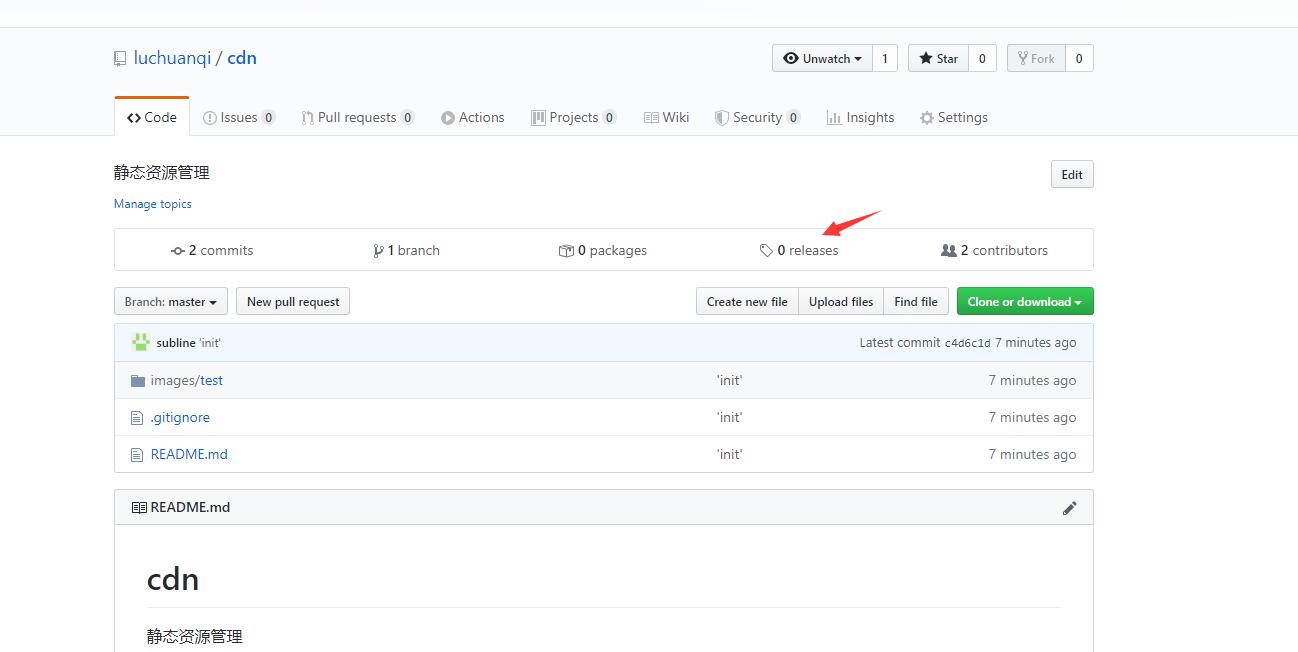 luchuanqi / cdn Unwatch 1 Star 0 Fork 0
Code Issues 0 Pull requests 0 Actions Projects 0 Wiki Security 0 Insights Settings
静态资源管理 Edit
Manage topics
2 commits 1 branch 0 packages 0 releases 2 contributors
Branch: master New pull request Create new file Upload files Find file Clone or download
subline 'init' Latest commit c4d6c1d 7 minutes ago
images/test 'init' 7 minutes ago
.gitignore 'init' 7 minutes ago
README.md 'init' 7 minutes ago
README.md
cdn
静态资源管理